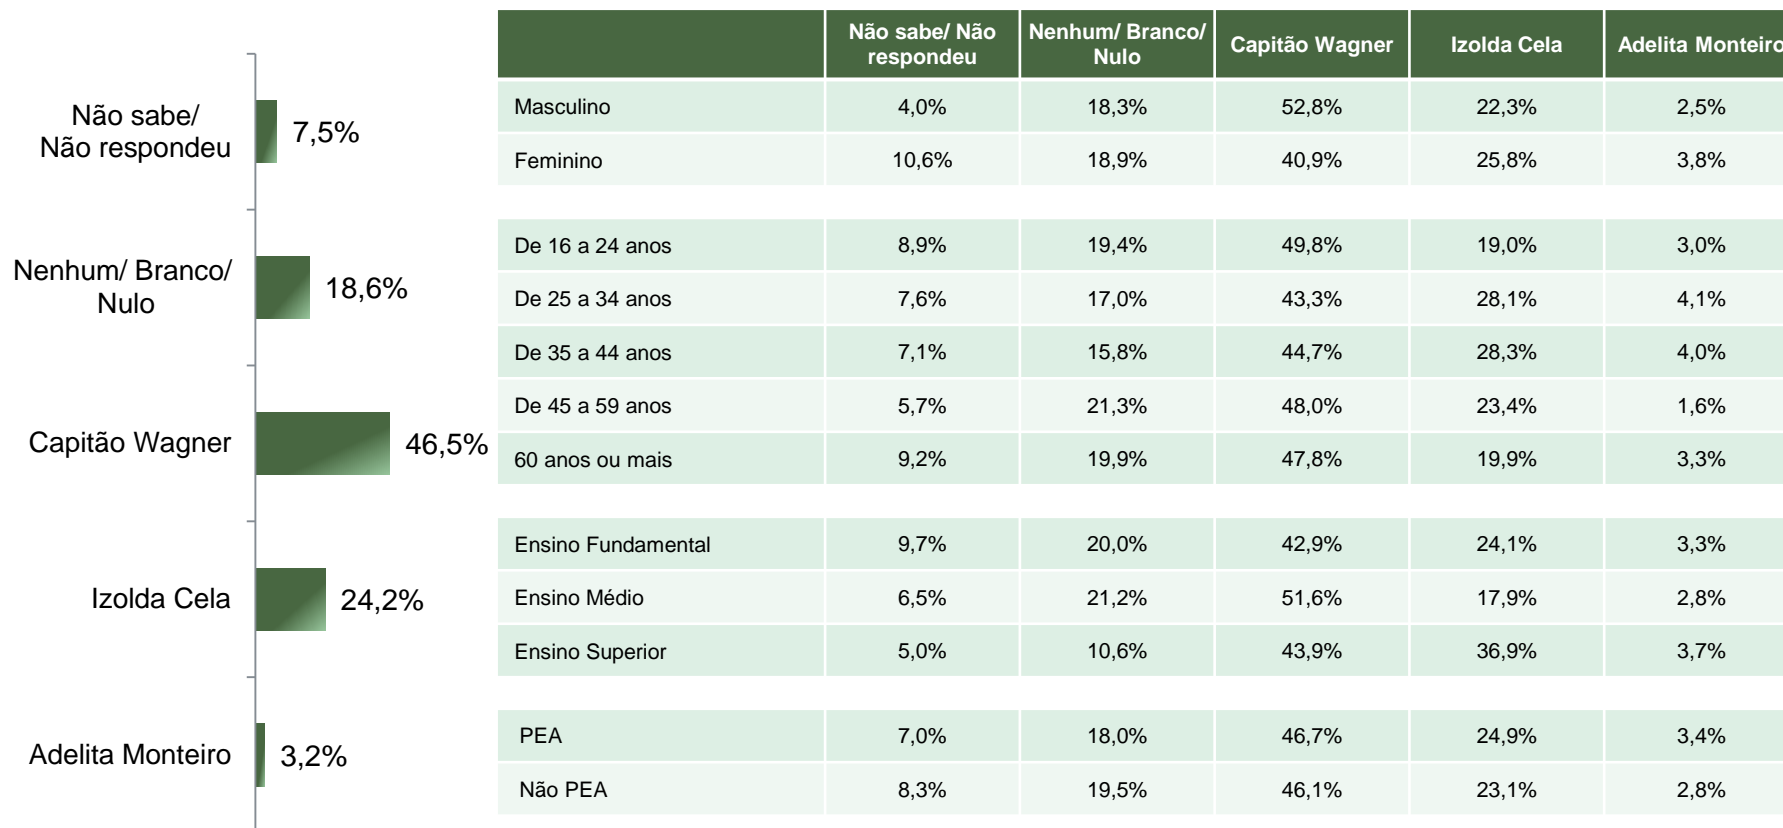 Não sabe/
Não respondeu
7,5%
Nenhum/ Branco/
Nulo
18,6%
Capitão Wagner
46,5%
Izolda Cela
24,2%
Adelita Monteiro
3,2%
Não sabe/ Não respondeu Nenhum/ Branco/ Nulo Capitão Wagner Izolda Cela Adelita Monteiro
Masculino 4,0% 18,3% 52,8% 22,3% 2,5%
Feminino 10,6% 18,9% 40,9% 25,8% 3,8%
De 16 a 24 anos 8,9% 19,4% 49,8% 19,0% 3,0%
De 25 a 34 anos 7,6% 17,0% 43,3% 28,1% 4,1%
De 35 a 44 anos 7,1% 15,8% 44,7% 28,3% 4,0%
De 45 a 59 anos 5,7% 21,3% 48,0% 23,4% 1,6%
60 anos ou mais 9,2% 19,9% 47,8% 19,9% 3,3%
Ensino Fundamental 9,7% 20,0% 42,9% 24,1% 3,3%
Ensino Médio 6,5% 21,2% 51,6% 17,9% 2,8%
Ensino Superior 5,0% 10,6% 43,9% 36,9% 3,7%
PEA 7,0% 18,0% 46,7% 24,9% 3,4%
Não PEA 8,3% 19,5% 46,1% 23,1% 2,8%